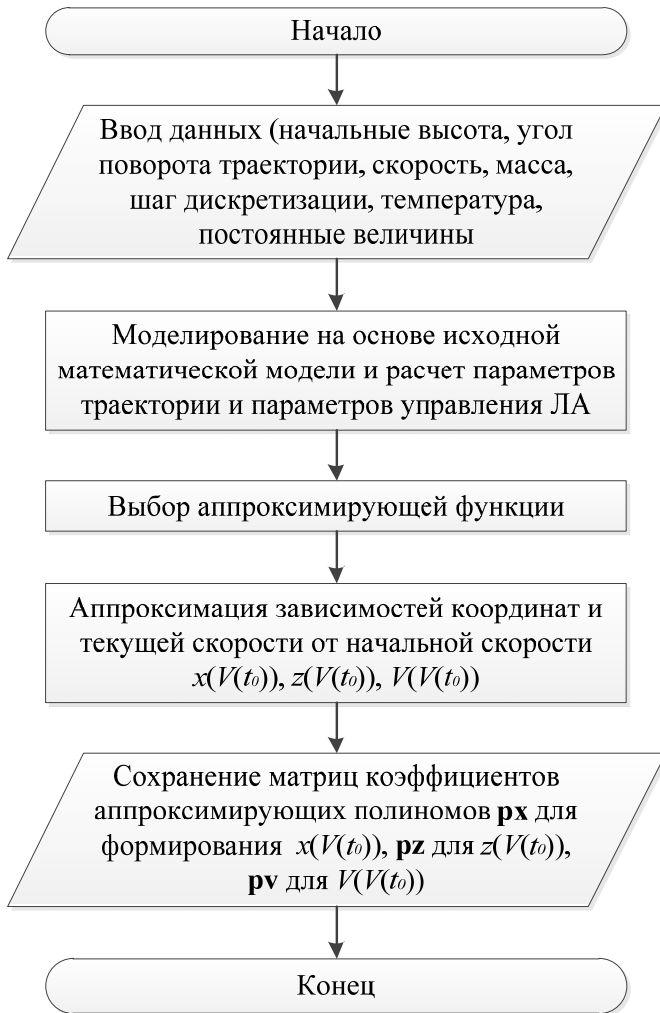 Начало
Ввод данных (начальные высота, угол
поворота траектории, скорость, масса,
шаг дискретизации, температура,
постоянные величины
Моделирование на основе исходной
математической модели и расчет параметров
траектории и параметров управления ЛА
Выбор аппроксимирующей функции
Аппроксимация зависимостей координат и
текущей скорости от начальной скорости
x(V(t₀)), z(V(t₀)), V(V(t₀))
Сохранение матриц коэффициентов
аппроксимирующих полиномов px для
формирования x(V(t₀)), pz для z(V(t₀)),
pv для V(V(t₀))
Конец